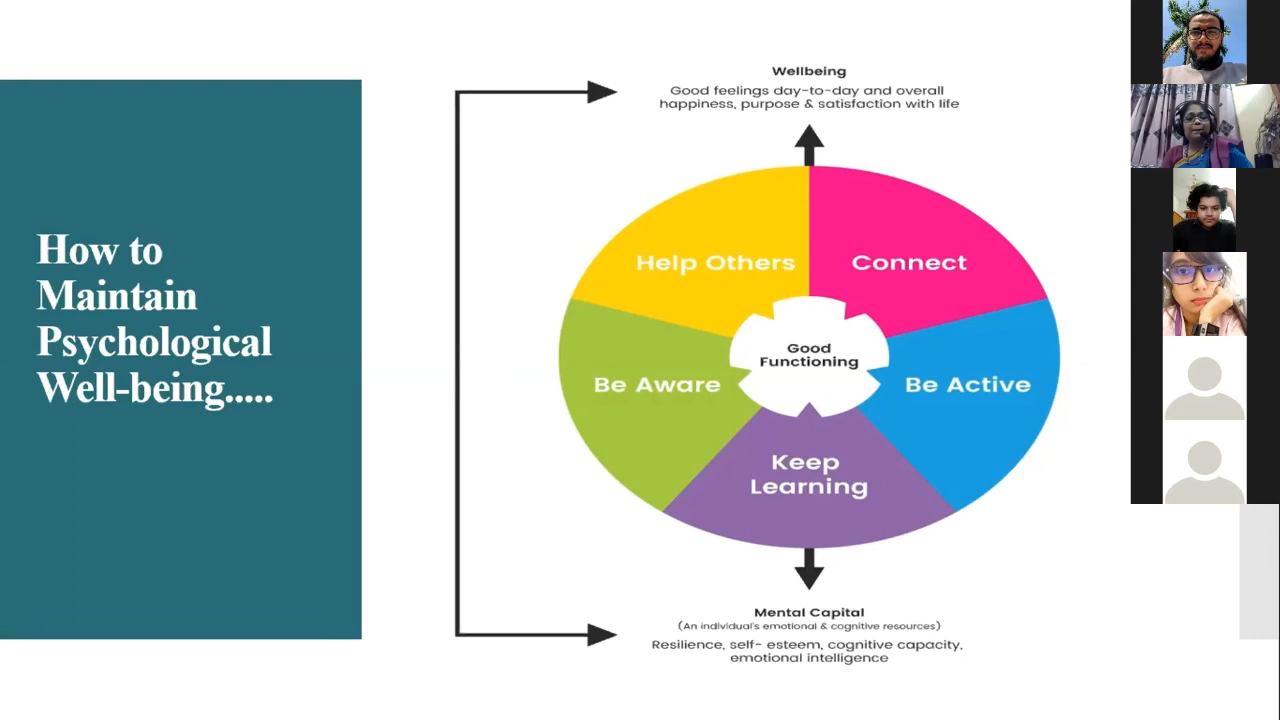 How to
Maintain
Psychological
Well-being.....
Wellbeing
Good feelings day-to-day and overall
happiness, purpose & satisfaction with life
Help Others
Connect
Good
Functioning
Be Aware
Be Active
Keep
Learning
Mental Capital
(An individual's emotional & cognitive resources)
Resilience, self- esteem, cognitive capacity,
emotional intelligence